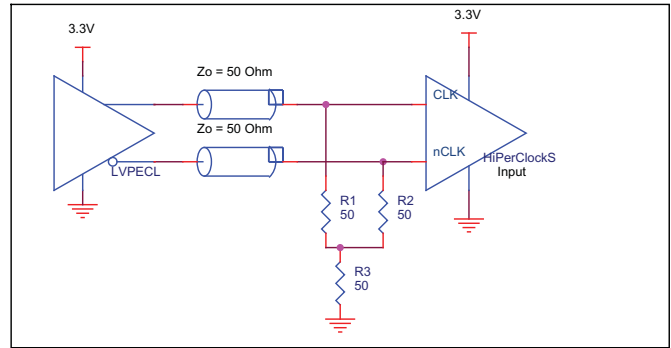 3.3V
3.3V
Zo = 50 Ohm
CLK
Zo = 50 Ohm
nCLK
LVPECL
HiPerClockS
Input
R1
50
R2
50
R3
50